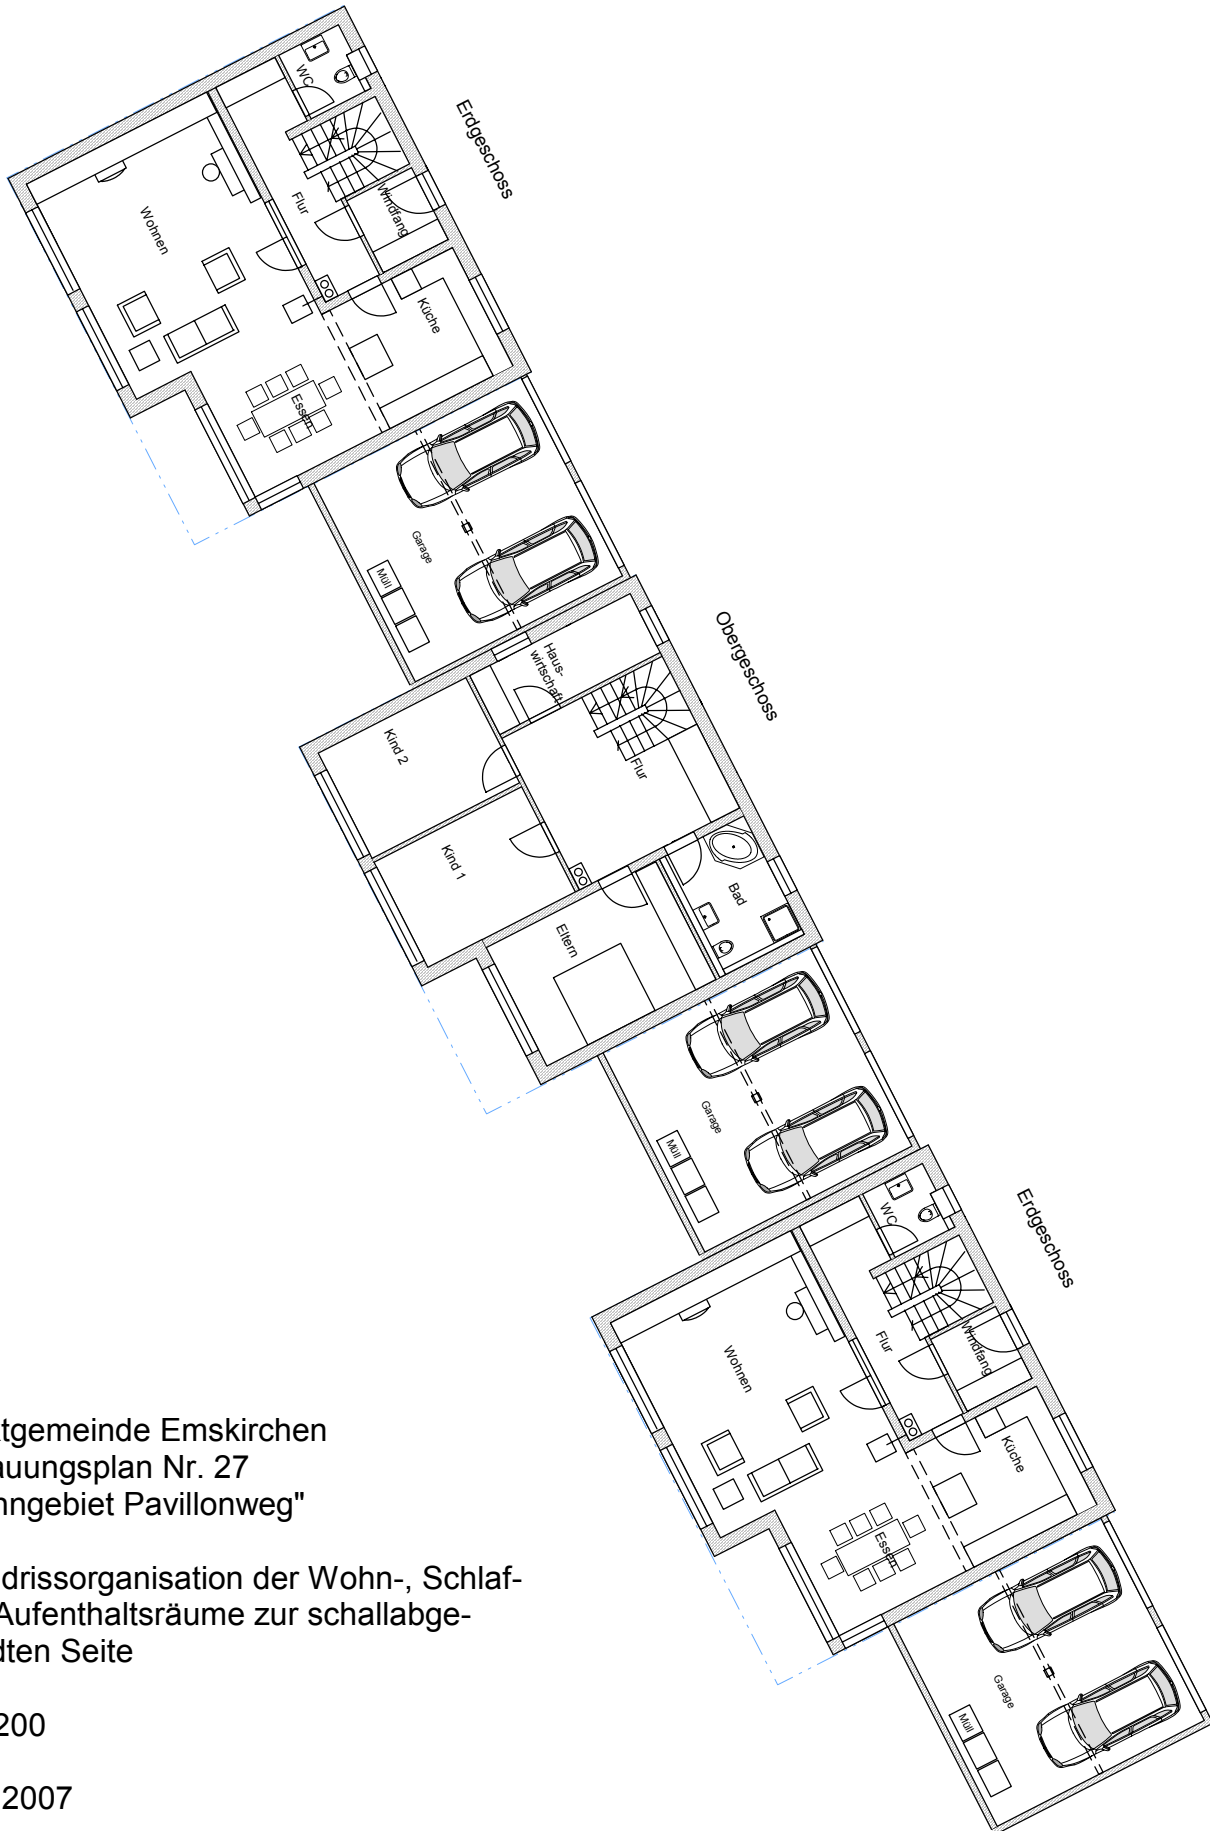 Erdgeschoss
WC
Wohnen
Flur
Windfang
Küche
Essen
Garage
Müll
Obergeschoss
Haus-
wirtschaft
Kind 2
Flur
Kind 1
Bad
Eltern
Garage
Müll
Erdgeschoss
WC
Wohnen
Flur
Windfang
Küche
Essen
Garage
Müll
tgemeinde Emskirchen
auungsplan Nr. 27
nngebiet Pavillonweg"
drissorganisation der Wohn-, Schlaf-
Aufenthaltsräume zur schallabge-
dten Seite
200
2007